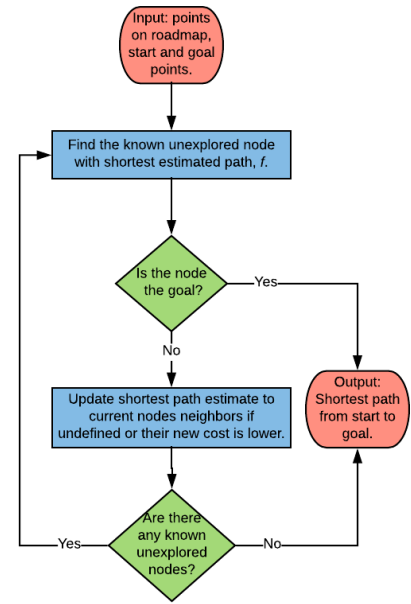 Input: points
on roadmap,
start and goal
points.
Find the known unexplored node
with shortest estimated path, f.
Is the node
the goal?
Yes
No
Update shortest path estimate to
current nodes neighbors if
undefined or their new cost is lower.
Output:
Shortest path
from start to
goal.
Are there
any known
unexplored
nodes?
Yes
No